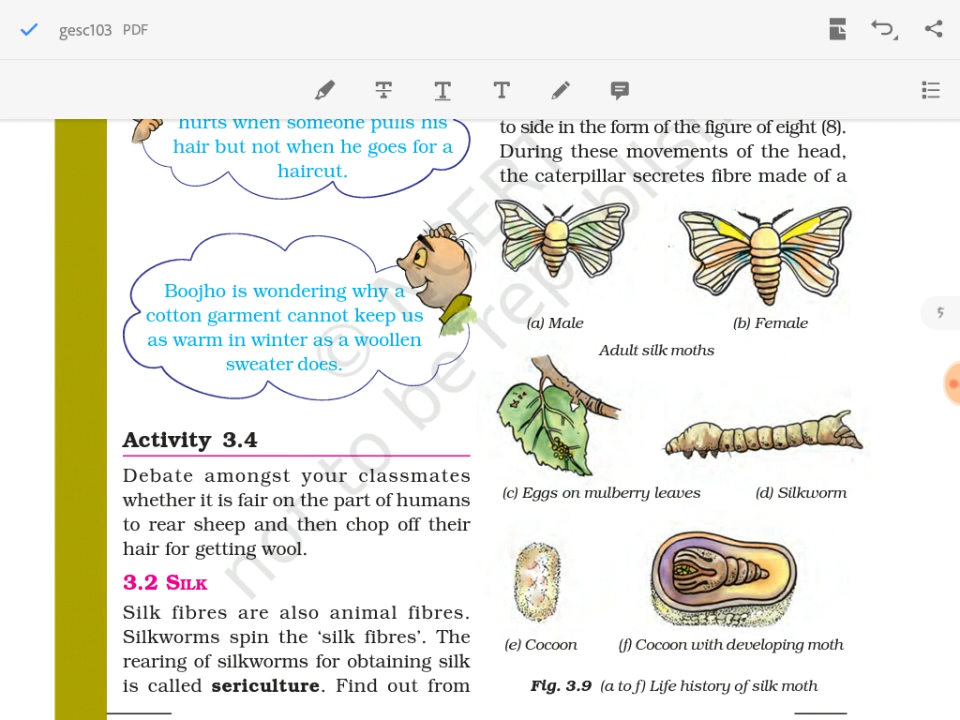 gesc103 PDF
5
hurts when someone pulls his
hair but not when he goes for a
haircut.
Boojho is wondering why a
cotton garment cannot keep us
as warm in winter as a woollen
sweater does.
Activity 3.4
Debate amongst your classmates
whether it is fair on the part of humans
to rear sheep and then chop off their
hair for getting wool.
3.2 SILK
Silk fibres are also animal fibres.
Silkworms spin the ‘silk fibres’. The
rearing of silkworms for obtaining silk
is called sericulture. Find out from
to side in the form of the figure of eight (8).
During these movements of the head,
the caterpillar secretes fibre made of a
(a) Male
(b) Female
Adult silk moths
(c) Eggs on mulberry leaves
(d) Silkworm
(e) Cocoon
(f) Cocoon with developing moth
Fig. 3.9 (a to f) Life history of silk moth
© NCERT
not to be republish